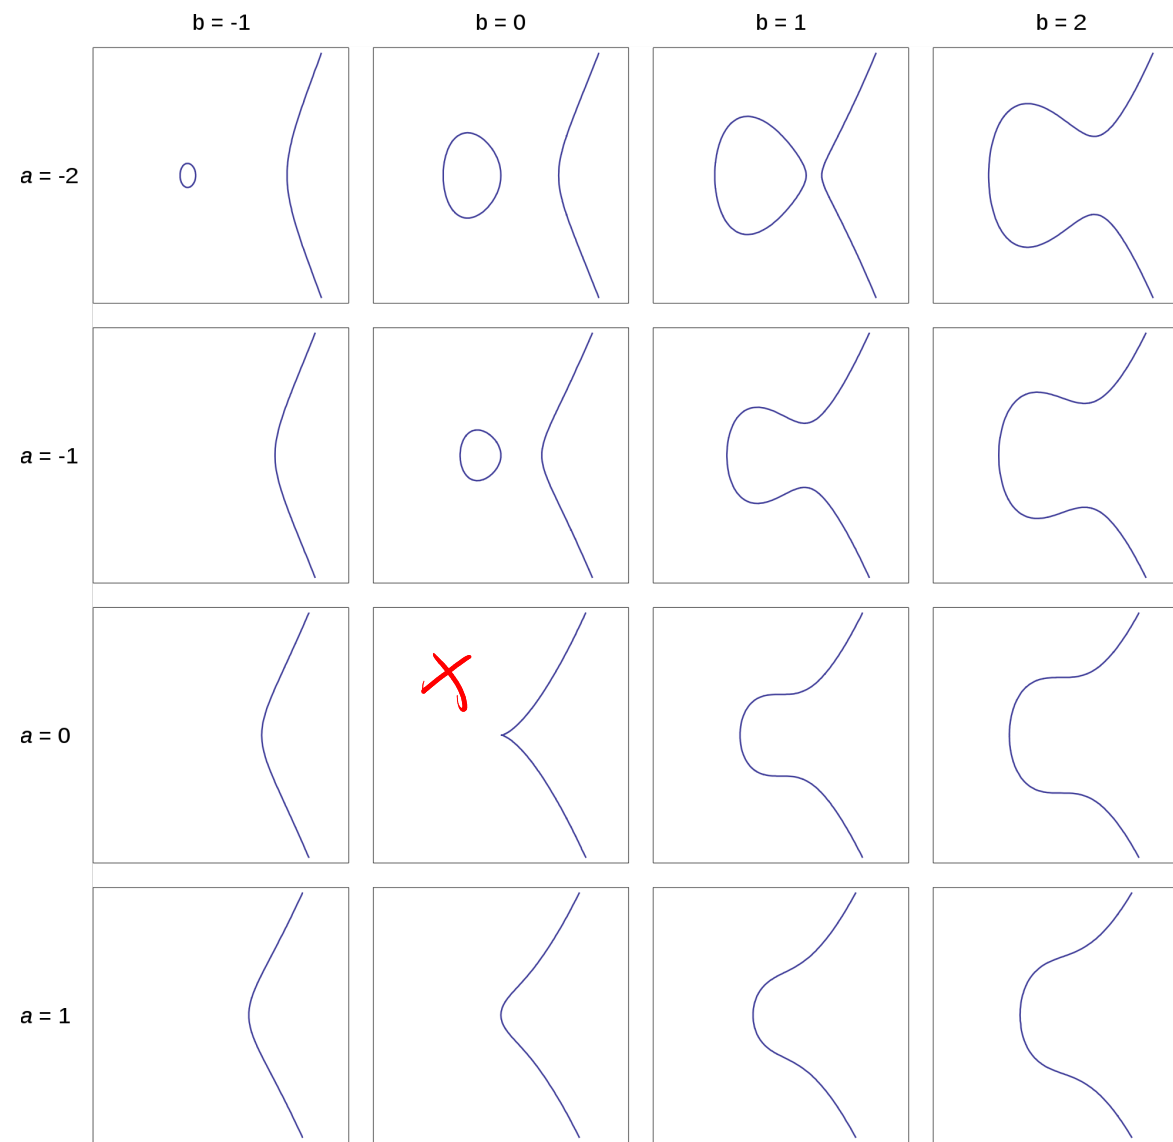 b = -1 b = 0 b = 1 b = 2
a = -2
a = -1
a = 0
a = 1